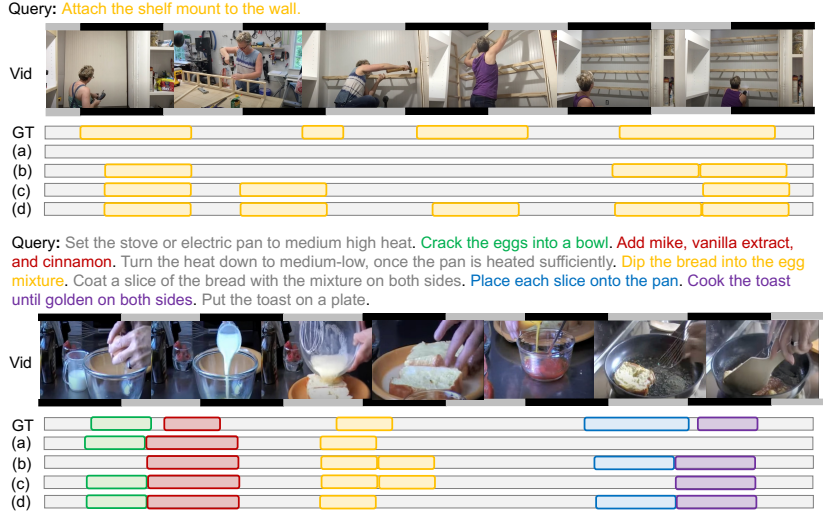 Query: Attach the shelf mount to the wall.
Vid
GT
(a)
(b)
(c)
(d)
Query: Set the stove or electric pan to medium high heat. Crack the eggs into a bowl. Add mike, vanilla extract,
and cinnamon. Turn the heat down to medium-low, once the pan is heated sufficiently. Dip the bread into the egg
mixture. Coat a slice of the bread with the mixture on both sides. Place each slice onto the pan. Cook the toast
until golden on both sides. Put the toast on a plate.
Vid
GT
(a)
(b)
(c)
(d)